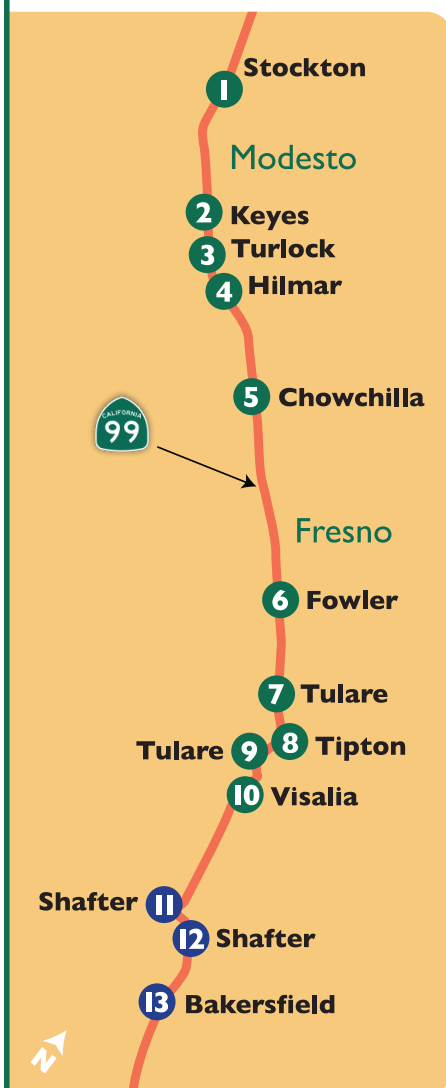 1 Stockton
Modesto
2 Keyes
3 Turlock
4 Hilmar
5 Chowchilla
CALIFORNIA
99
Fresno
6 Fowler
7 Tulare
8 Tipton
Tulare 9
10 Visalia
Shafter 11
12 Shafter
13 Bakersfield
N